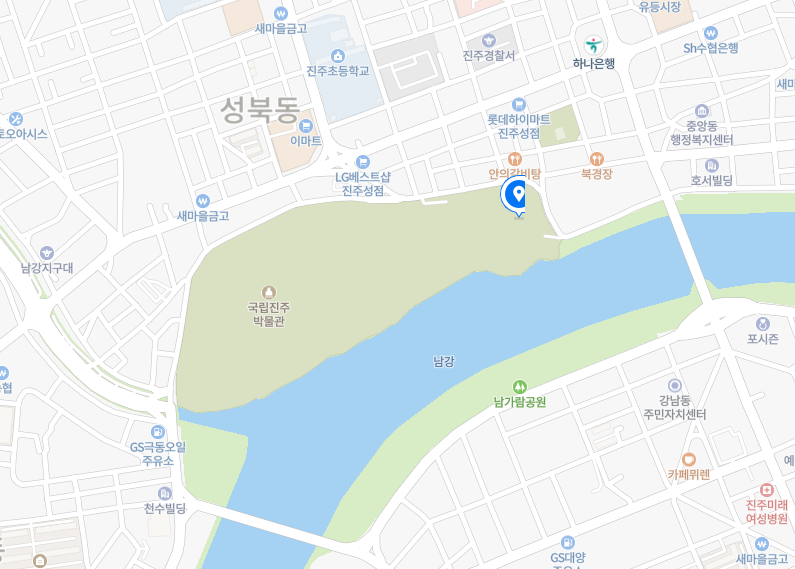 유등시장
새마을금고
Sh수협은행
진주경찰서
하나은행
진주초등학교
성북동
롯데하이마트
진주성점
이마트
중앙동
행정복지센터
토오아시스
LG베스트샵
진주성점
안의갈비탕
북경장
호서빌딩
새마을금고
남강지구대
국립진주
박물관
남강
포시즌
남가람공원
강남동
주민자치센터
GS극동오일
주유소
카페뮈렌
천수빌딩
진주미래
여성병원
GS대양
새마을금고